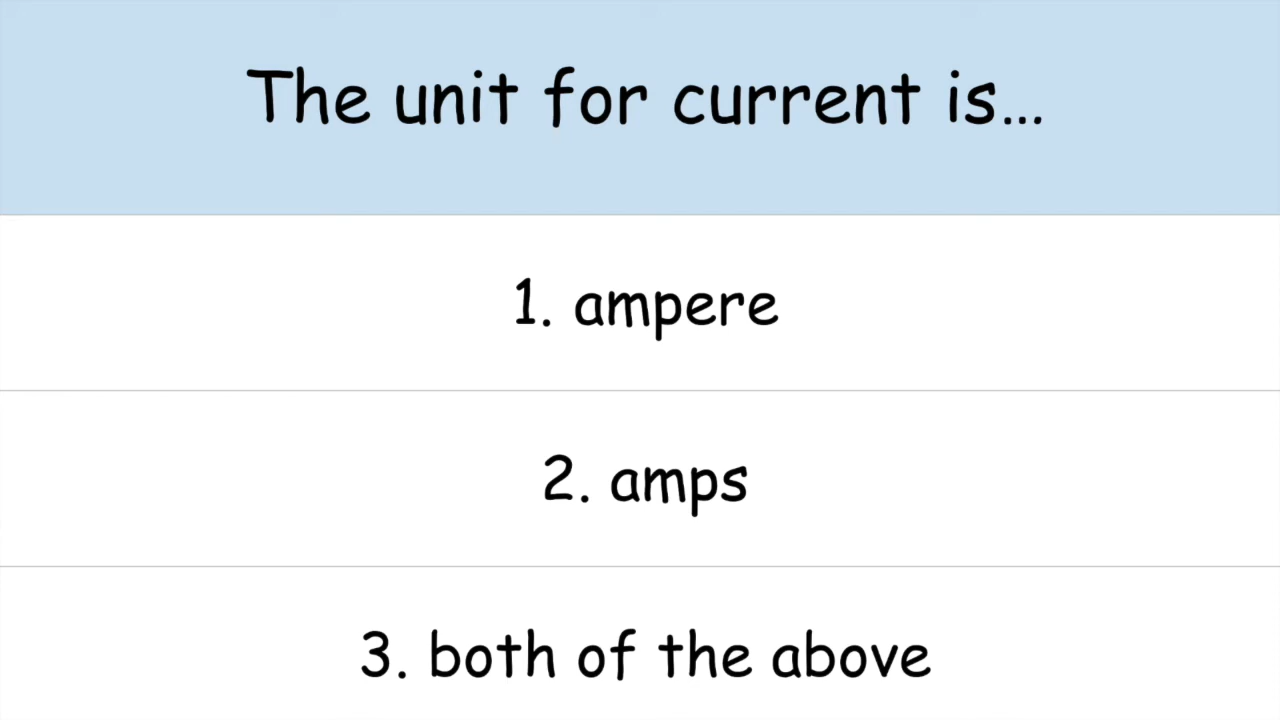 The unit for current is...
1. ampere
2. amps
3. both of the above